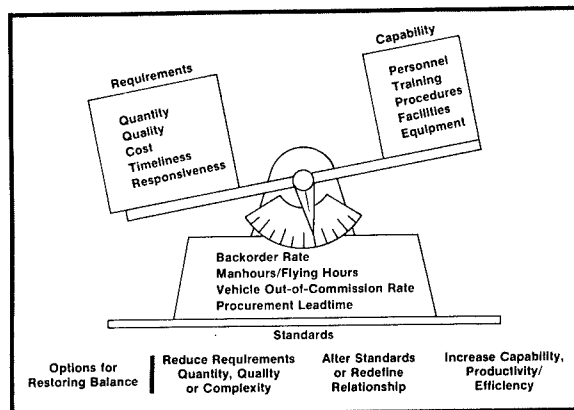 Requirements
Quantity
Quality
Cost
Timeliness
Responsiveness
Capability
Personnel
Training
Procedures
Facilities
Equipment
Backorder Rate
Manhours/Flying Hours
Vehicle Out-of-Commission Rate
Procurement Leadtime
Standards
Options for
Restoring Balance
Reduce Requirements
Quantity, Quality
or Complexity
Alter Standards
or Redefine
Relationship
Increase Capability,
Productivity/
Efficiency